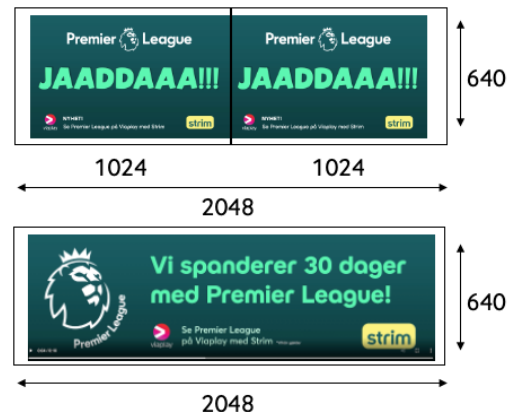 Premier League
JAADDAAA!!!
viaplay
NYHET!
Se Premier League på Viaplay med Strim
strim
Premier League
JAADDAAA!!!
viaplay
NYHET!
Se Premier League på Viaplay med Strim
strim
640
1024
1024
2048
Vi spanderer 30 dager
med Premier League!
Premier League
viaplay
Se Premier League
på Viaplay med Strim
strim
640
2048